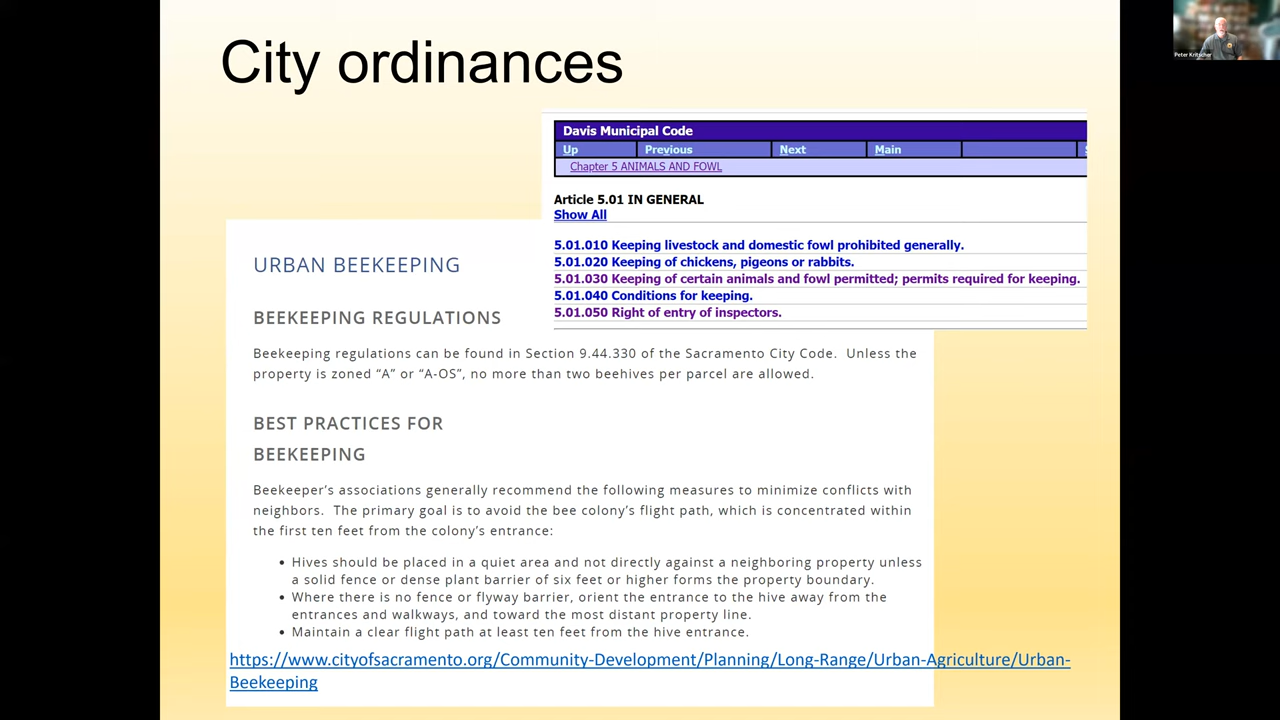 City ordinances
Peter Kritscher
Davis Municipal Code
Up Previous Next Main
Chapter 5 ANIMALS AND FOWL
Article 5.01 IN GENERAL
Show All
5.01.010 Keeping livestock and domestic fowl prohibited generally.
5.01.020 Keeping of chickens, pigeons or rabbits.
5.01.030 Keeping of certain animals and fowl permitted; permits required for keeping.
5.01.040 Conditions for keeping.
5.01.050 Right of entry of inspectors.
URBAN BEEKEEPING
BEEKEEPING REGULATIONS
Beekeeping regulations can be found in Section 9.44.330 of the Sacramento City Code.  Unless the
property is zoned “A” or “A-OS”, no more than two beehives per parcel are allowed.
BEST PRACTICES FOR
BEEKEEPING
Beekeeper’s associations generally recommend the following measures to minimize conflicts with
neighbors.  The primary goal is to avoid the bee colony’s flight path, which is concentrated within
the first ten feet from the colony’s entrance:
• Hives should be placed in a quiet area and not directly against a neighboring property unless
a solid fence or dense plant barrier of six feet or higher forms the property boundary.
• Where there is no fence or flyway barrier, orient the entrance to the hive away from the
entrances and walkways, and toward the most distant property line.
• Maintain a clear flight path at least ten feet from the hive entrance.
https://www.cityofsacramento.org/Community-Development/Planning/Long-Range/Urban-Agriculture/Urban-
Beekeeping